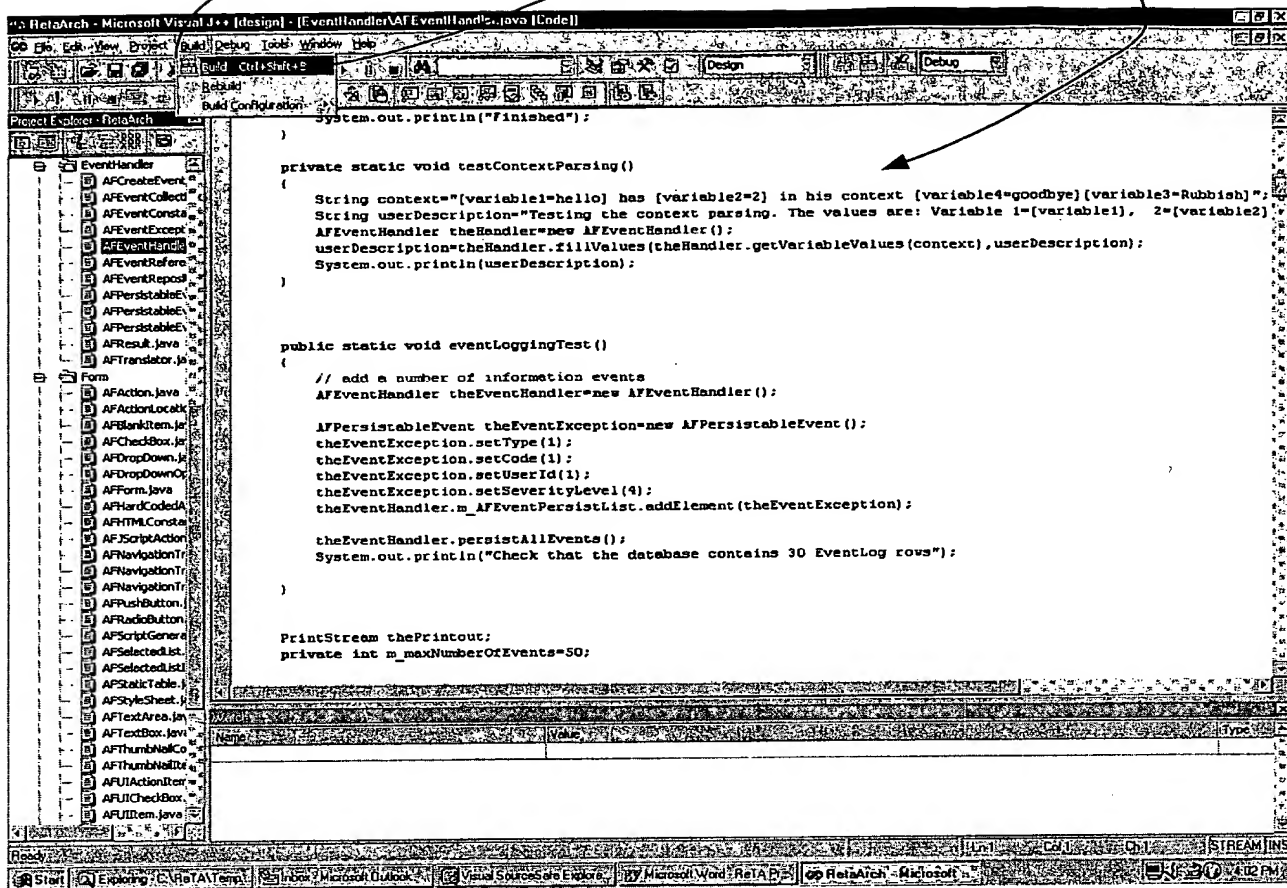 RetaArch - Microsoft Visual J++ [design] - [EventHandler\AFEventHandler.java [Code]]
File Edit View Project Build Debug Tools Window Help
Build Ctrl+Shift+B
Design
Debug
Rebuild
Build Configuration
Project Explorer - RetaArch
EventHandler
AFCreateEvent
AFEventCollecti
AFEventConsta
AFEventExcept
AFEventHandle
AFEventRefere
AFEventReposi
AFPersistableEv
AFPersistableEv
AFPersistableEv
AFResult.java
AFTranslator.ja
Form
AFAction.java
AFActionLocatic
AFBlankItem.ja
AFCheckBox.ja
AFDropDown.ja
AFDropDownOp
AFForm.java
AFHardCodedA
AFHTMLConstar
AFJScriptAction
AFNavigationTr
AFNavigationTr
AFNavigationTr
AFPushButton.j
AFRadioButton
AFScriptGenera
AFSelectedList.
AFSelectedListI
AFStaticTable.j
AFStyleSheet.j
AFTextArea.jav
AFTextBox.java
AFThumbNailCo
AFThumbNailIte
AFUIActionItem
AFUICheckBox.
AFUIItem.java
System.out.println("Finished");
}
private static void testContextParsing()
{
String context="[variable1=hello] has [variable2=2] in his context [variable4=goodbye][variable3=Rubbish]";
String userDescription="Testing the context parsing. The values are: Variable 1=[variable1], 2=[variable2]
AFEventHandler theHandler=new AFEventHandler();
userDescription=theHandler.fillValues(theHandler.getVariableValues(context),userDescription);
System.out.println(userDescription);
}
public static void eventLoggingTest()
{
// add a number of information events
AFEventHandler theEventHandler=new AFEventHandler();
AFPersistableEvent theEventException=new AFPersistableEvent();
theEventException.setType(1);
theEventException.setCode(1);
theEventException.setUserId(1);
theEventException.setSeverityLevel(4);
theEventHandler.m_AFEventPersistList.addElement(theEventException);
theEventHandler.persistAllEvents();
System.out.println("Check that the database contains 30 EventLog rows");
}
PrintStream thePrintout;
private int m_maxNumberOfEvents=50;
Name Value Type
Ready Ln 1 Col 1 Ch 1 STREAM INS
Start Exploring - C:\ReTA\Temp\ Inbox - Microsoft Outlook Visual SourceSafe Explore Microsoft Word - ReTA RetaArch - Microsoft 4:02 PM